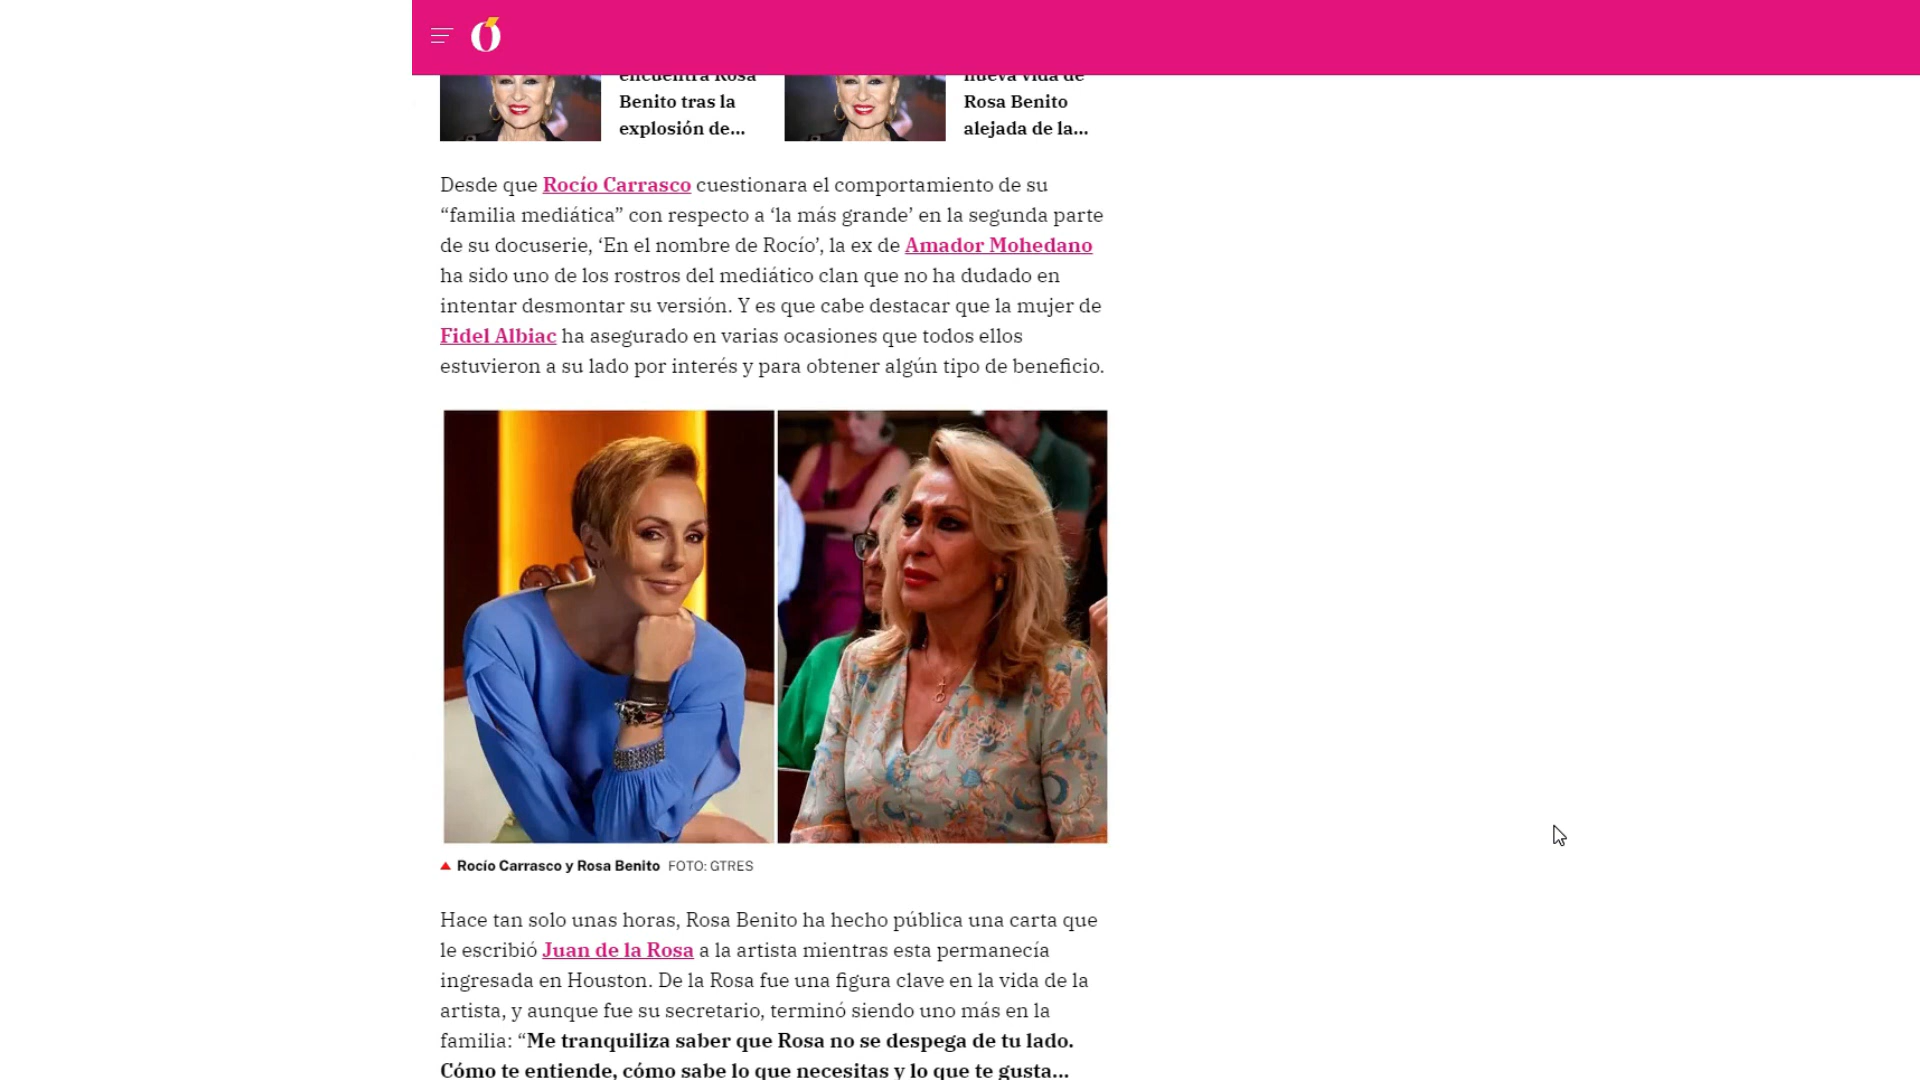 encuentra Rosa
Benito tras la
explosión de...
nueva vida de
Rosa Benito
alejada de la...
Desde que Rocío Carrasco cuestionara el comportamiento de su
“familia mediática” con respecto a ‘la más grande’ en la segunda parte
de su docuserie, ‘En el nombre de Rocío’, la ex de Amador Mohedano
ha sido uno de los rostros del mediático clan que no ha dudado en
intentar desmontar su versión. Y es que cabe destacar que la mujer de
Fidel Albiac ha asegurado en varias ocasiones que todos ellos
estuvieron a su lado por interés y para obtener algún tipo de beneficio.
Rocío Carrasco y Rosa Benito FOTO: GTRES
Hace tan solo unas horas, Rosa Benito ha hecho pública una carta que
le escribió Juan de la Rosa a la artista mientras esta permanecía
ingresada en Houston. De la Rosa fue una figura clave en la vida de la
artista, y aunque fue su secretario, terminó siendo uno más en la
familia: “Me tranquiliza saber que Rosa no se despega de tu lado.
Cómo te entiende, cómo sabe lo que necesitas y lo que te gusta...